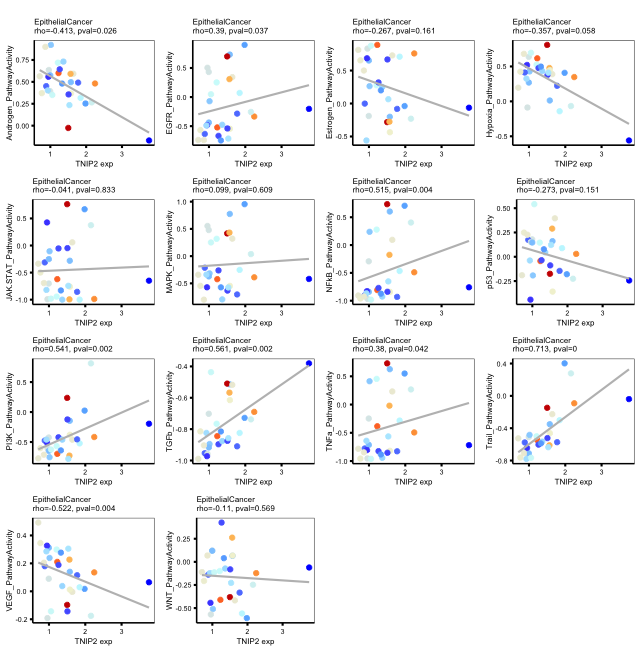 EpithelialCancer
rho=-0.413, pval=0.026
Androgen_PathwayActivity
0.75
0.50
0.25
0.00
1
2
3
TNIP2 exp
EpithelialCancer
rho=0.39, pval=0.037
EGFR_PathwayActivity
0.5
0.0
-0.5
1
2
3
TNIP2 exp
EpithelialCancer
rho=-0.267, pval=0.161
Estrogen_PathwayActivity
0.5
0.0
-0.5
1
2
3
TNIP2 exp
EpithelialCancer
rho=-0.357, pval=0.058
Hypoxia_PathwayActivity
0.5
0.0
-0.5
1
2
3
TNIP2 exp
EpithelialCancer
rho=-0.041, pval=0.833
JAK.STAT_PathwayActivity
0.5
0.0
-0.5
-1.0
1
2
3
TNIP2 exp
EpithelialCancer
rho=0.099, pval=0.609
MAPK_PathwayActivity
1.0
0.5
0.0
-0.5
1
2
3
TNIP2 exp
EpithelialCancer
rho=0.515, pval=0.004
NFkB_PathwayActivity
0.5
0.0
-0.5
-1.0
1
2
3
TNIP2 exp
EpithelialCancer
rho=-0.273, pval=0.151
p53_PathwayActivity
0.50
0.25
0.00
-0.25
1
2
3
TNIP2 exp
EpithelialCancer
rho=0.541, pval=0.002
PI3K_PathwayActivity
0.5
0.0
-0.5
1
2
3
TNIP2 exp
EpithelialCancer
rho=0.561, pval=0.002
TGFb_PathwayActivity
-0.4
-0.6
-0.8
-1.0
1
2
3
TNIP2 exp
EpithelialCancer
rho=0.38, pval=0.042
TNFa_PathwayActivity
0.5
0.0
-0.5
-1.0
1
2
3
TNIP2 exp
EpithelialCancer
rho=0.713, pval=0
Trail_PathwayActivity
0.4
0.0
-0.4
-0.8
1
2
3
TNIP2 exp
EpithelialCancer
rho=-0.522, pval=0.004
VEGF_PathwayActivity
0.4
0.2
0.0
-0.2
1
2
3
TNIP2 exp
EpithelialCancer
rho=-0.11, pval=0.569
WNT_PathwayActivity
0.25
0.00
-0.25
-0.50
1
2
3
TNIP2 exp